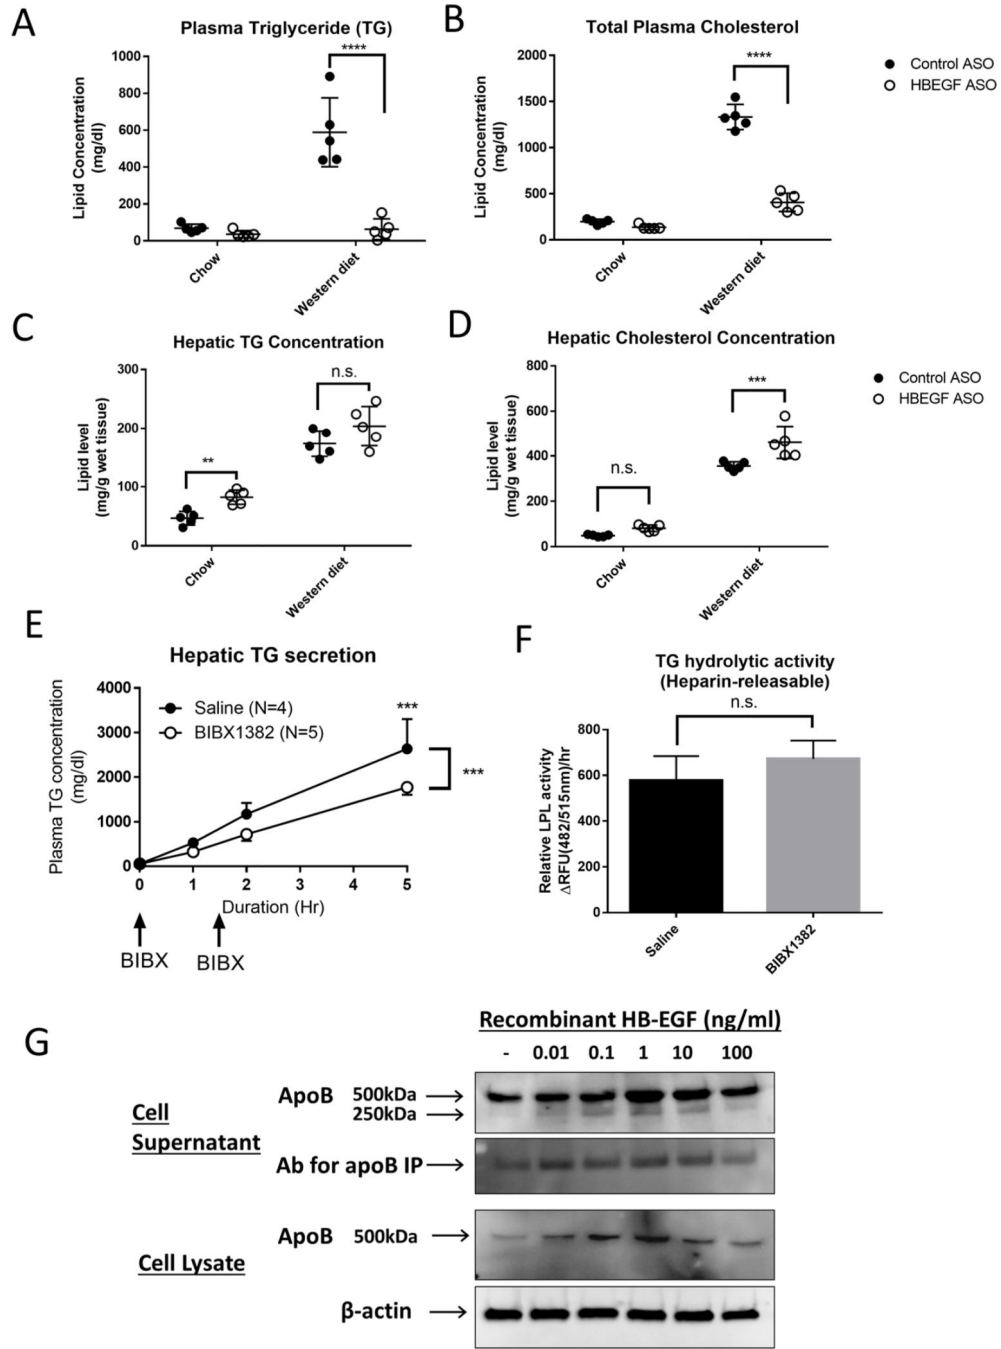 A
Plasma Triglyceride (TG)
Lipid Concentration
(mg/dl)
1000
800
600
400
200
0
****
Chow
Western diet
B
Total Plasma Cholesterol
Lipid Concentration
(mg/dl)
2000
1500
1000
500
0
****
Chow
Western diet
Control ASO
HBEGF ASO
C
Hepatic TG Concentration
Lipid level
(mg/g wet tissue)
300
200
100
0
**
n.s.
Chow
Western diet
D
Hepatic Cholesterol Concentration
Lipid level
(mg/g wet tissue)
800
600
400
200
0
n.s.
***
Chow
Western diet
Control ASO
HBEGF ASO
E
Hepatic TG secretion
Plasma TG concentration
(mg/dl)
4000
3000
2000
1000
0
Saline (N=4)
BIBX1382 (N=5)
***
***
0 1 2 3 4 5
Duration (Hr)
BIBX BIBX
F
TG hydrolytic activity
(Heparin-releasable)
n.s.
Relative LPL activity
ΔRFU(482/515nm)/hr
800
600
400
200
0
Saline
BIBX1382
G
Recombinant HB-EGF (ng/ml)
- 0.01 0.1 1 10 100
Cell
Supernatant
ApoB 500kDa
250kDa
Ab for apoB IP
Cell Lysate
ApoB 500kDa
β-actin